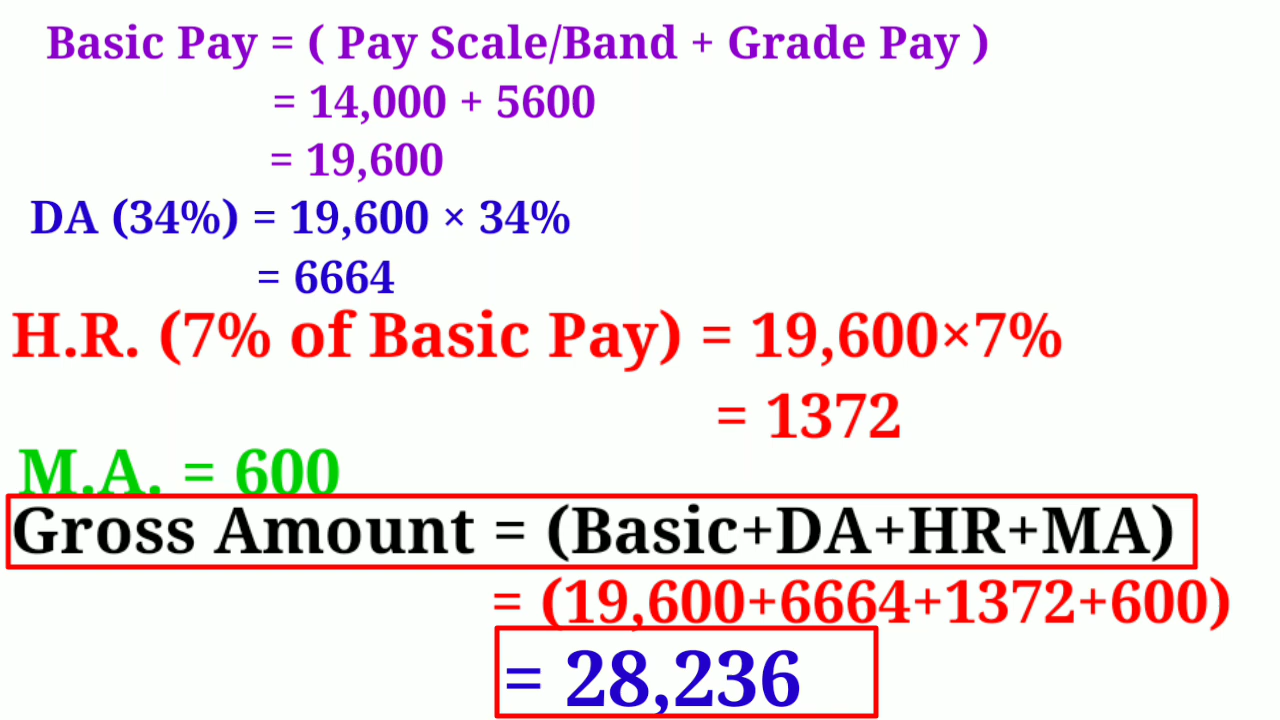 Basic Pay = ( Pay Scale/Band + Grade Pay )
= 14,000 + 5600
= 19,600
DA (34%) = 19,600 × 34%
= 6664
H.R. (7% of Basic Pay) = 19,600×7%
= 1372
M.A. = 600
Gross Amount = (Basic+DA+HR+MA)
= (19,600+6664+1372+600)
= 28,236